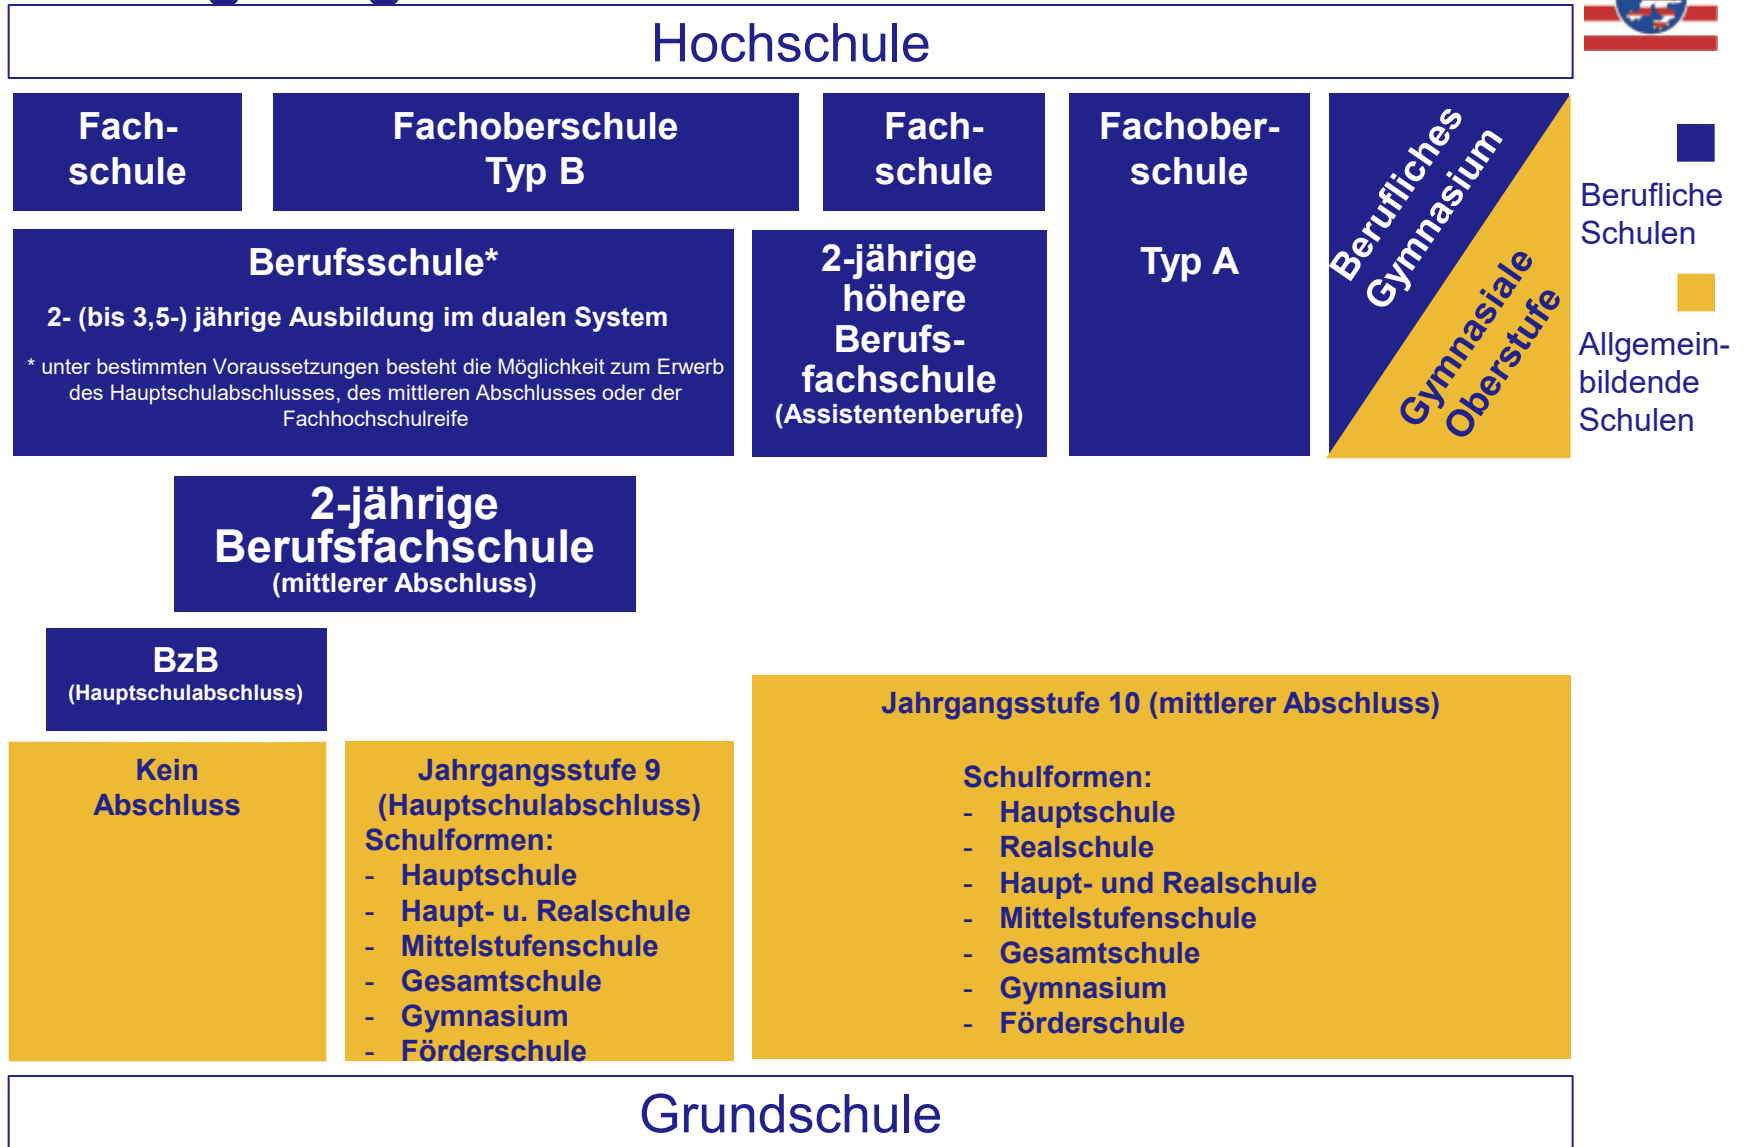 Hochschule
Fach-
schule
Fachoberschule
Typ B
Fach-
schule
Fachober-
schule
Typ A
Berufliches
Gymnasium
Gymnasiale
Oberstufe
Berufliche
Schulen
Allgemein-
bildende
Schulen
Berufsschule*
2- (bis 3,5-) jährige Ausbildung im dualen System
* unter bestimmten Voraussetzungen besteht die Möglichkeit zum Erwerb
des Hauptschulabschlusses, des mittleren Abschlusses oder der
Fachhochschulreife
2-jährige
höhere
Berufs-
fachschule
(Assistentenberufe)
2-jährige
Berufsfachschule
(mittlerer Abschluss)
BzB
(Hauptschulabschluss)
Kein
Abschluss
Jahrgangsstufe 9
(Hauptschulabschluss)
Schulformen:
- Hauptschule
- Haupt- u. Realschule
- Mittelstufenschule
- Gesamtschule
- Gymnasium
- Förderschule
Jahrgangsstufe 10 (mittlerer Abschluss)
Schulformen:
- Hauptschule
- Realschule
- Haupt- und Realschule
- Mittelstufenschule
- Gesamtschule
- Gymnasium
- Förderschule
Grundschule